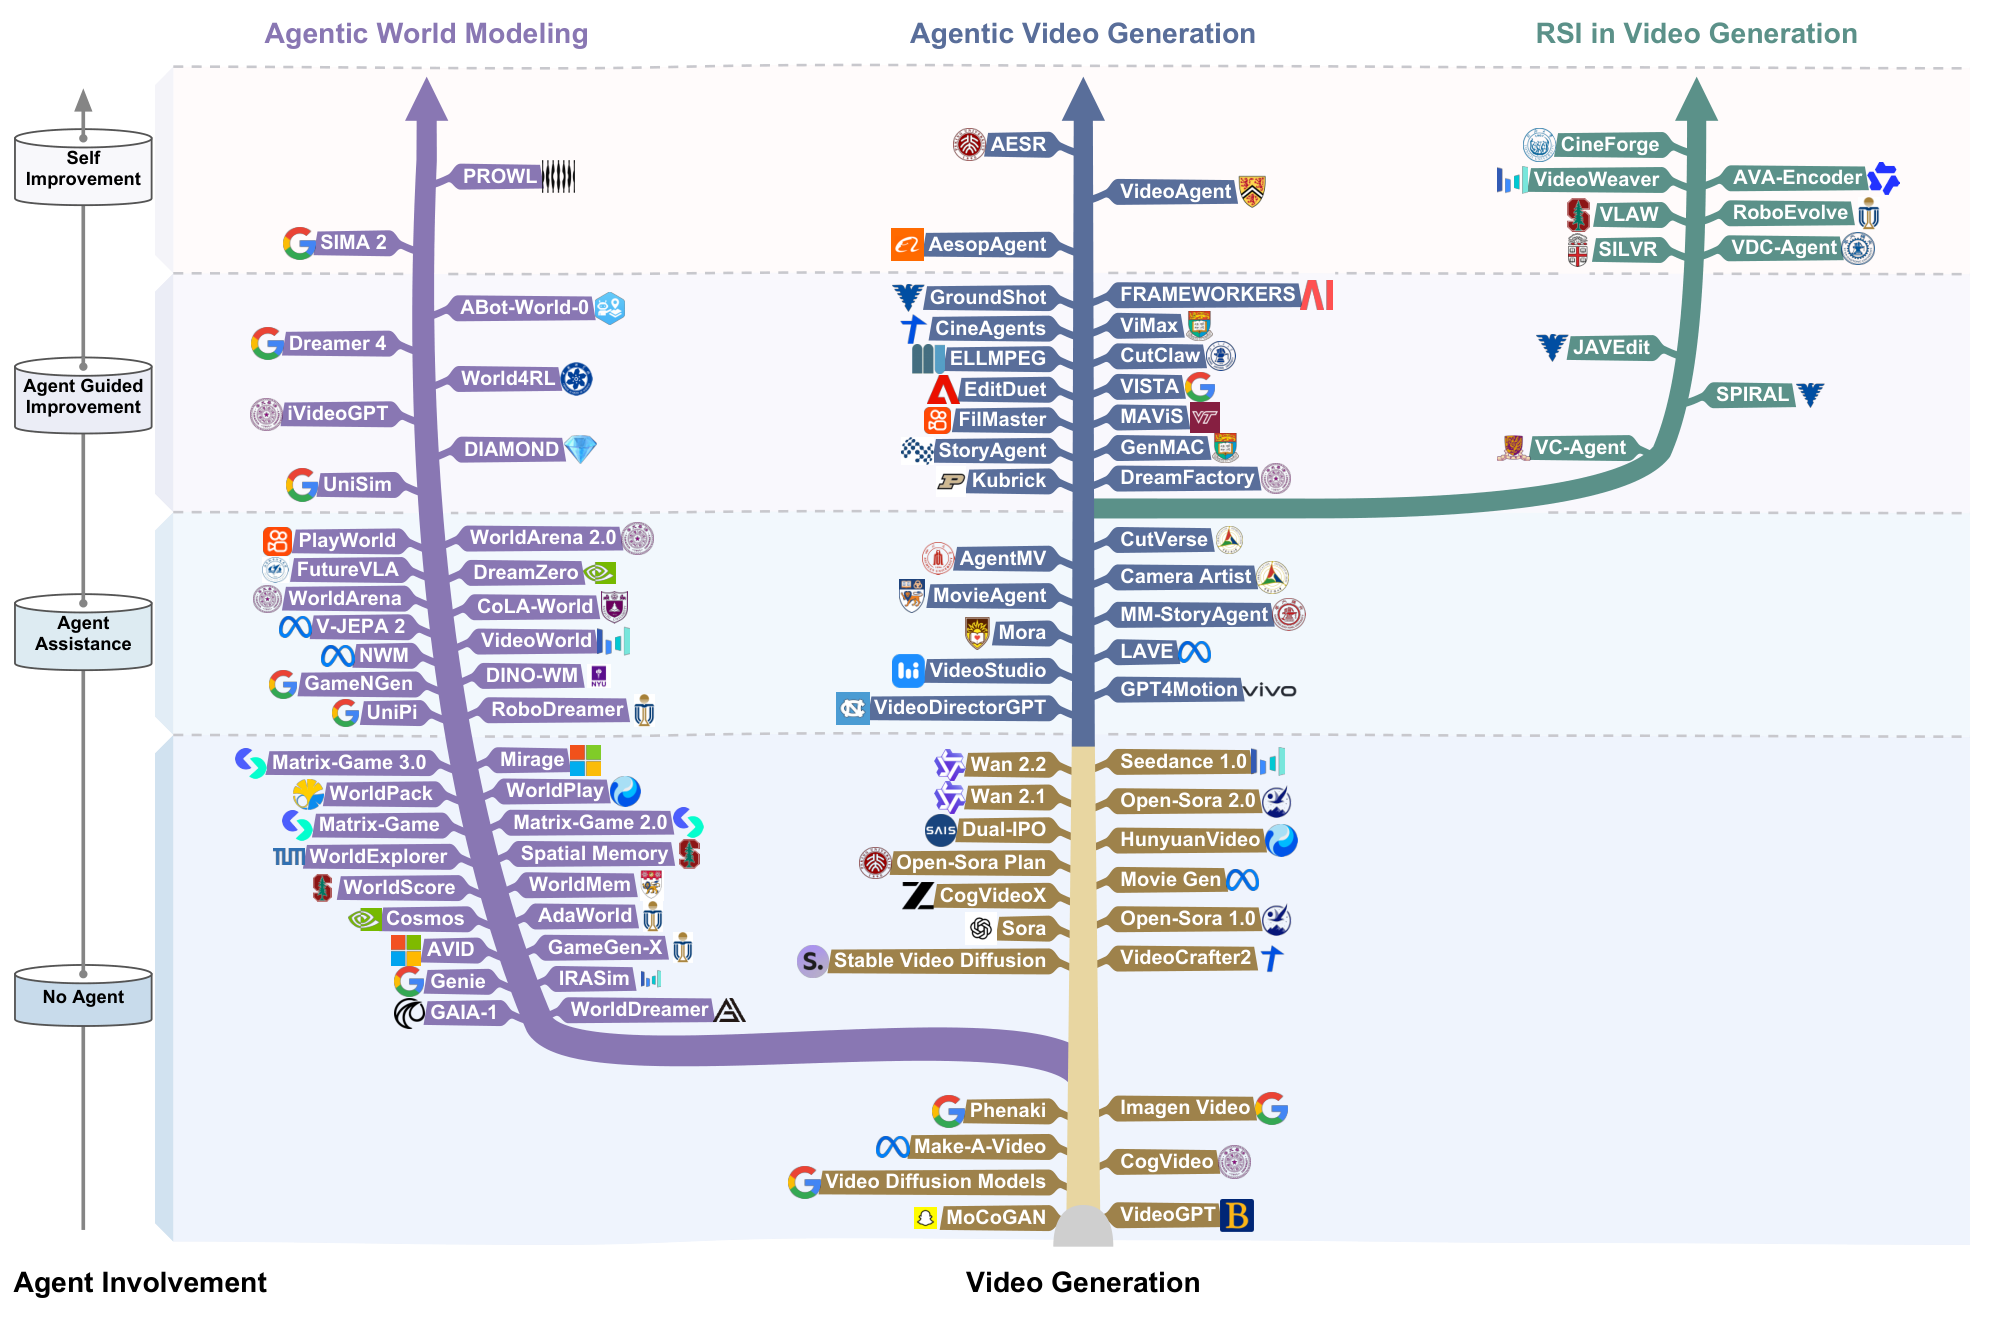 Agentic World Modeling
Agentic Video Generation
RSI in Video Generation
Self
Improvement
Agent Guided
Improvement
Agent
Assistance
No Agent
PROWL
SIMA 2
ABot-World-0
Dreamer 4
World4RL
iVideoGPT
DIAMOND
UniSim
PlayWorld
WorldArena 2.0
FutureVLA
DreamZero
WorldArena
CoLA-World
V-JEPA 2
VideoWorld
NWM
DINO-WM
NYU
GameNGen
RoboDreamer
UniPi
Matrix-Game 3.0
Mirage
WorldPack
WorldPlay
Matrix-Game
Matrix-Game 2.0
TUM
WorldExplorer
Spatial Memory
WorldScore
WorldMem
Cosmos
AdaWorld
AVID
GameGen-X
Genie
IRASim
GAIA-1
WorldDreamer
AESR
VideoAgent
AesopAgent
GroundShot
FRAMEWORKERS
AI
CineAgents
ViMax
ELLMPEG
CutClaw
EditDuet
VISTA
FilMaster
MAViS
VT
StoryAgent
GenMAC
Kubrick
DreamFactory
CutVerse
AgentMV
Camera Artist
MovieAgent
MM-StoryAgent
Mora
LAVE
VideoStudio
GPT4Motion
vivo
VideoDirectorGPT
Wan 2.2
Seedance 1.0
Wan 2.1
Open-Sora 2.0
SAIS
Dual-IPO
HunyuanVideo
Open-Sora Plan
Movie Gen
CogVideoX
Open-Sora 1.0
Sora
VideoCrafter2
S.
Stable Video Diffusion
Phenaki
Imagen Video
Make-A-Video
CogVideo
Video Diffusion Models
MoCoGAN
VideoGPT
B
CineForge
VideoWeaver
AVA-Encoder
VLAW
RoboEvolve
SILVR
VDC-Agent
JAVEdit
SPIRAL
VC-Agent
Agent Involvement
Video Generation